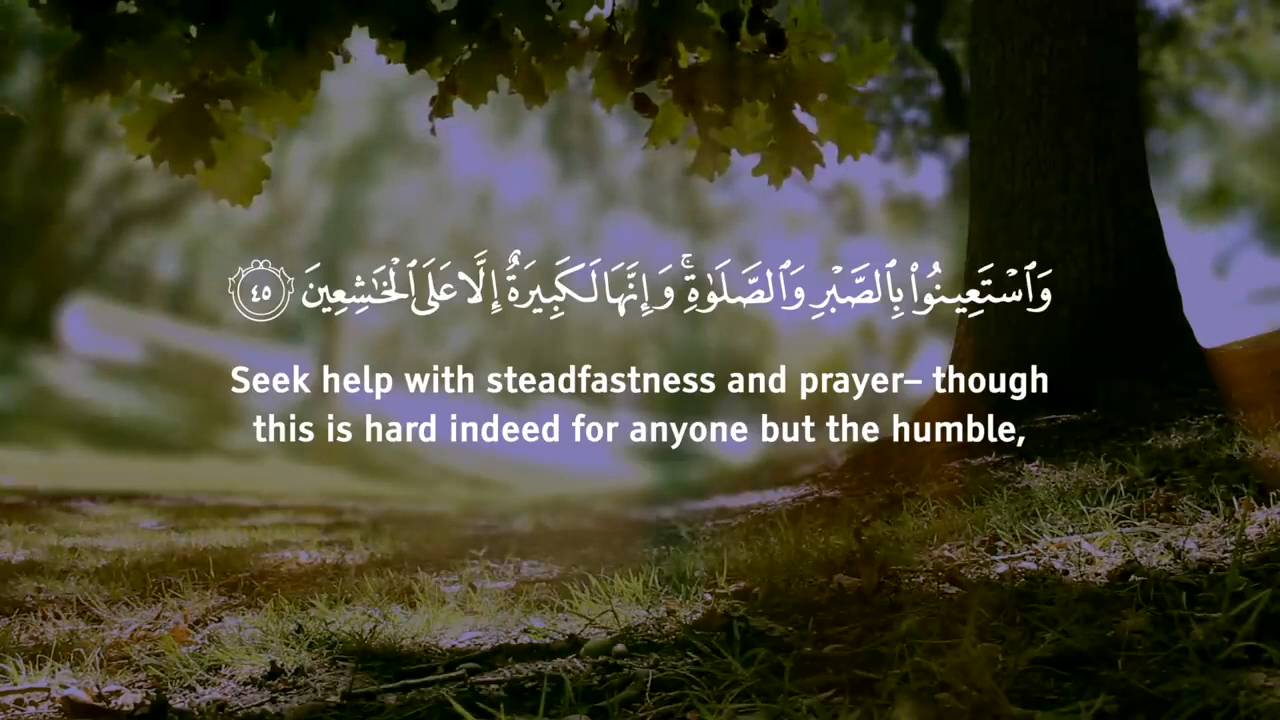 وَٱسْتَعِينُوا۟ بِٱلصَّبْرِ وَٱلصَّلَوٰةِ ۚ وَإِنَّهَا لَكَبِيرَةٌ إِلَّا عَلَى ٱلْخَـٰشِعِينَ ٤٥
Seek help with steadfastness and prayer– though
this is hard indeed for anyone but the humble,